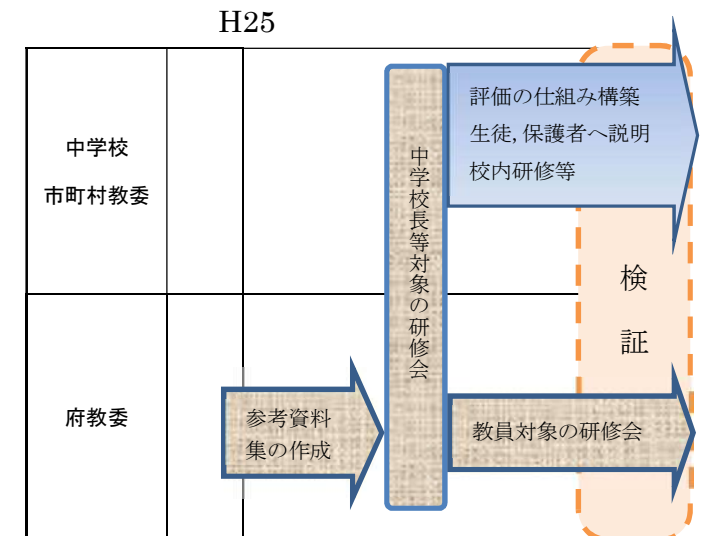 H25
中学校
市町村教委
中学校長等対象の研修会
評価の仕組み構築
生徒,保護者へ説明
校内研修等
検
証
府教委
参考資料
集の作成
教員対象の研修会